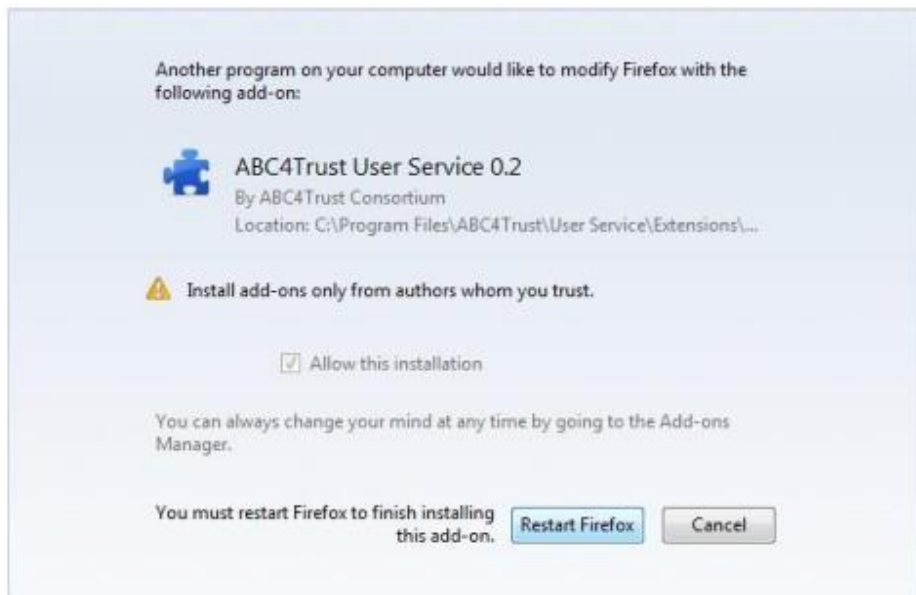 Another program on your computer would like to modify Firefox with the
following add-on:
ABC4Trust User Service 0.2
By ABC4Trust Consortium
Location: C:\Program Files\ABC4Trust\User Service\Extensions\...
Install add-ons only from authors whom you trust.
Allow this installation
You can always change your mind at any time by going to the Add-ons
Manager.
You must restart Firefox to finish installing
this add-on.
Restart Firefox
Cancel